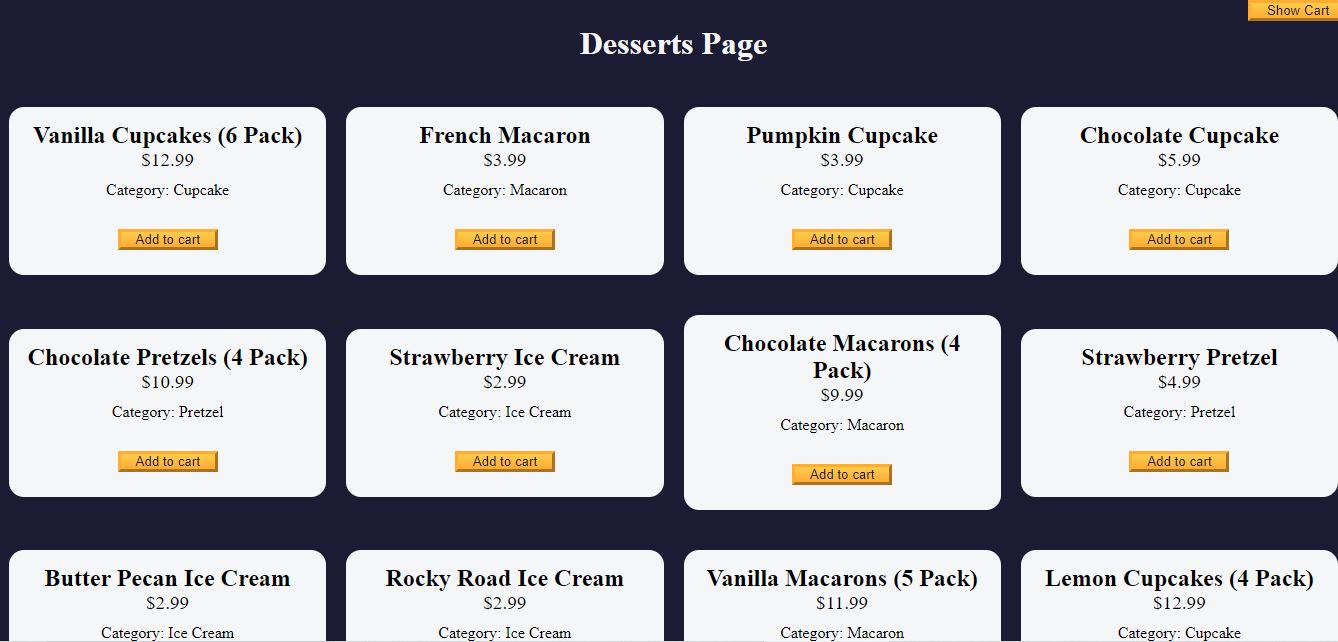 Show Cart
Desserts Page
Vanilla Cupcakes (6 Pack)
$12.99
Category: Cupcake
Add to cart
French Macaron
$3.99
Category: Macaron
Add to cart
Pumpkin Cupcake
$3.99
Category: Cupcake
Add to cart
Chocolate Cupcake
$5.99
Category: Cupcake
Add to cart
Chocolate Pretzels (4 Pack)
$10.99
Category: Pretzel
Add to cart
Strawberry Ice Cream
$2.99
Category: Ice Cream
Add to cart
Chocolate Macarons (4
Pack)
$9.99
Category: Macaron
Add to cart
Strawberry Pretzel
$4.99
Category: Pretzel
Add to cart
Butter Pecan Ice Cream
$2.99
Category: Ice Cream
Rocky Road Ice Cream
$2.99
Category: Ice Cream
Vanilla Macarons (5 Pack)
$11.99
Category: Macaron
Lemon Cupcakes (4 Pack)
$12.99
Category: Cupcake